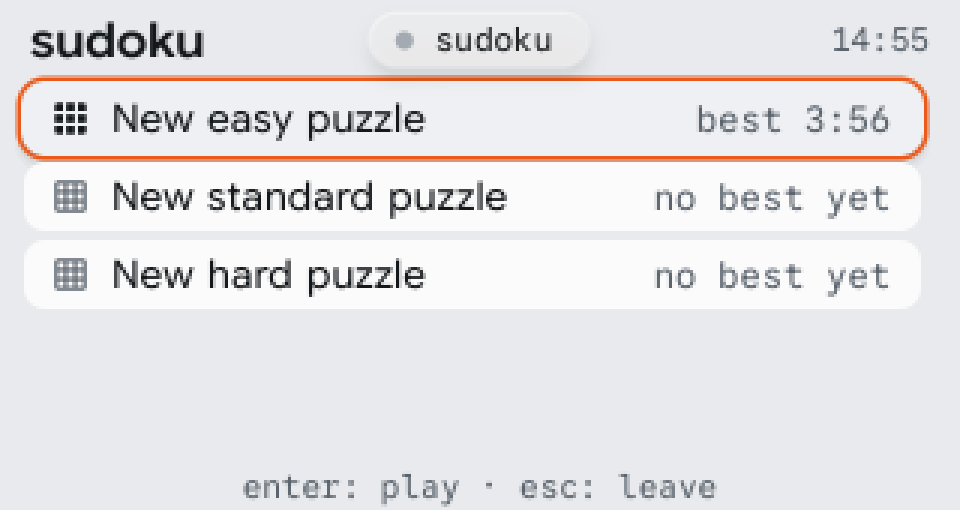 sudoku sudoku 14:55
New easy puzzle best 3:56
New standard puzzle no best yet
New hard puzzle no best yet
enter: play · esc: leave